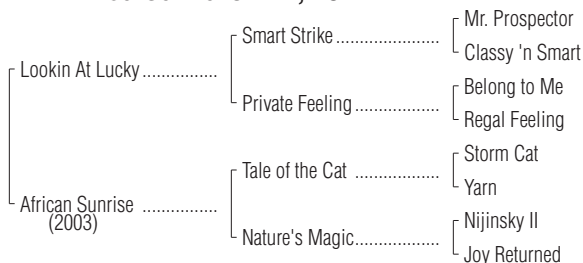 Mr. Prospector
Smart Strike ......................
Classy 'n Smart
Lookin At Lucky ................
Belong to Me
Private Feeling ..................
Regal Feeling
Storm Cat
Tale of the Cat ..................
Yarn
African Sunrise ................
(2003)
Nijinsky II
Nature's Magic..................
Joy Returned